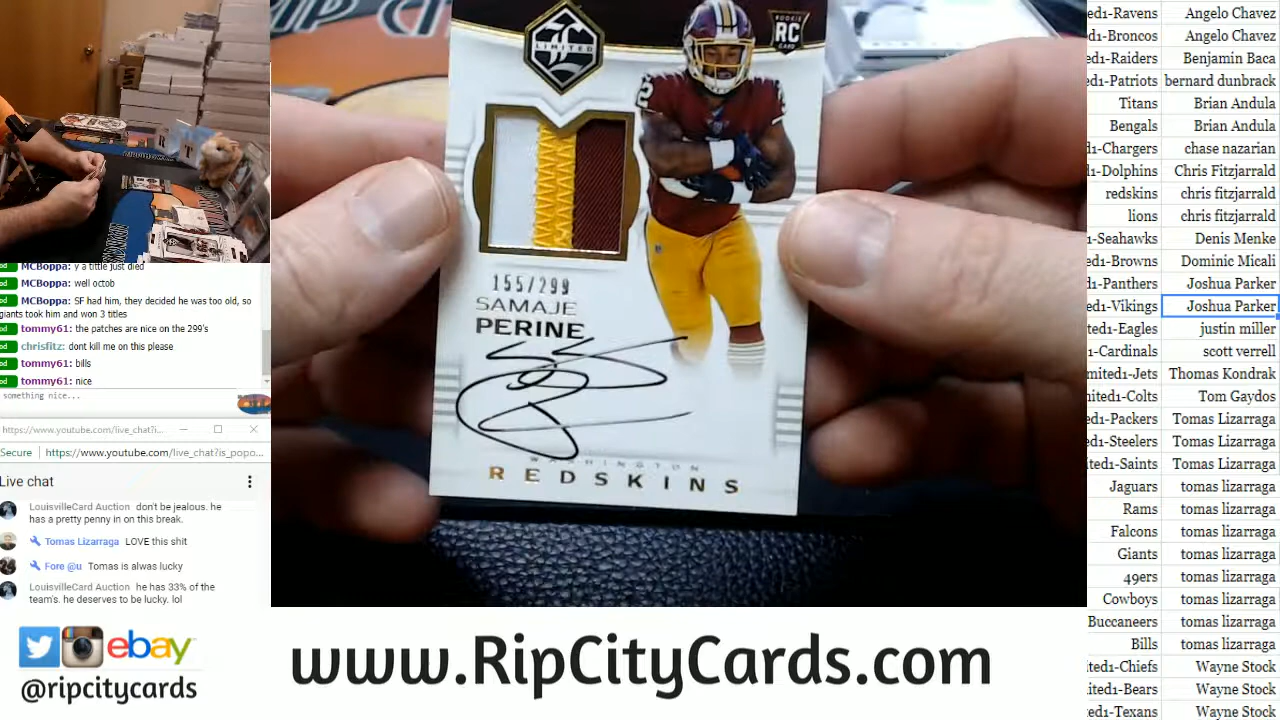 RIP CITY
MCBoppa: y a tittle just died
MCBoppa: well octob
MCBoppa: SF had him, they decided he was too old, so
giants took him and won 3 titles
tommy61: the patches are nice on the 299's
chrisfitz: dont kill me on this please
tommy61: bills
tommy61: nice
something nice...
https://www.youtube.com/live_chat?i...
Secure https://www.youtube.com/live_chat?is_popo...
Live chat
LouisvilleCard Auction don't be jealous. he
has a pretty penny in on this break.
Tomas Lizarraga LOVE this shit
Fore @u Tomas is alwas lucky
LouisvilleCard Auction he has 33% of the
team's. he deserves to be lucky. lol
ebay
@ripcitycards
LIMITED
ROOKIE
RC
CARD
155/299
SAMAJE
PERINE
WASHINGTON
REDSKINS
www.RipCityCards.com
ed1-Ravens Angelo Chavez
ed1-Broncos Angelo Chavez
ed1-Raiders Benjamin Baca
ed1-Patriots bernard dunbrack
Titans Brian Andula
Bengals Brian Andula
1-Chargers chase nazarian
1-Dolphins Chris Fitzjarrald
redskins chris fitzjarrald
lions chris fitzjarrald
-Seahawks Denis Menke
1-Browns Dominic Micali
1-Panthers Joshua Parker
ed1-Vikings Joshua Parker
ted1-Eagles justin miller
1-Cardinals scott verrell
mited1-Jets Thomas Kondrak
nited1-Colts Tom Gaydos
ed1-Packers Tomas Lizarraga
ed1-Steelers Tomas Lizarraga
ited1-Saints Tomas Lizarraga
Jaguars tomas lizarraga
Rams tomas lizarraga
Falcons tomas lizarraga
Giants tomas lizarraga
49ers tomas lizarraga
Cowboys tomas lizarraga
Buccaneers tomas lizarraga
Bills tomas lizarraga
ited1-Chiefs Wayne Stock
ited1-Bears Wayne Stock
ted1-Texans Wayne Stock